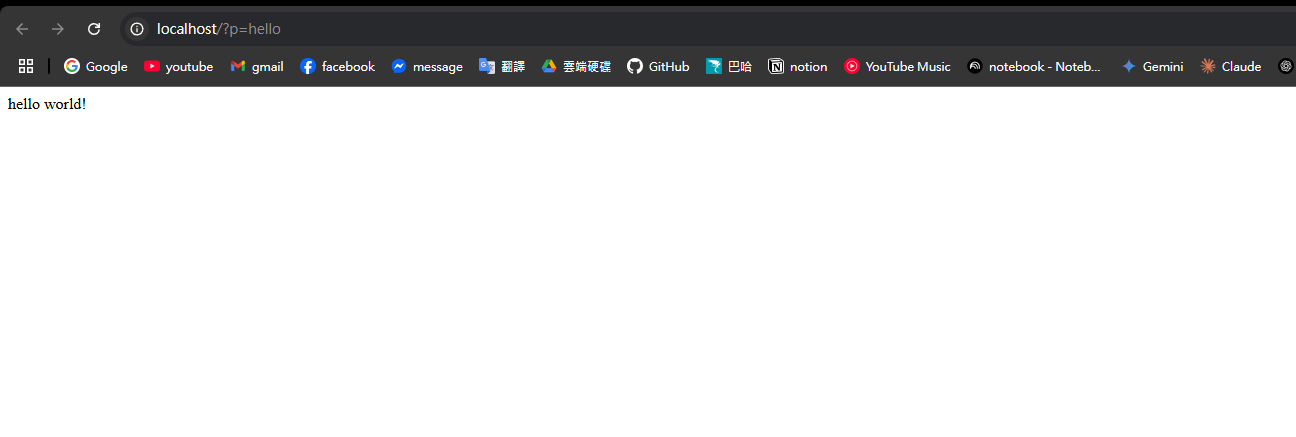 localhost/?p=hello
Google youtube gmail facebook message 翻譯 雲端硬碟 GitHub 巴哈 notion YouTube Music notebook - Noteb... Gemini Claude
hello world!